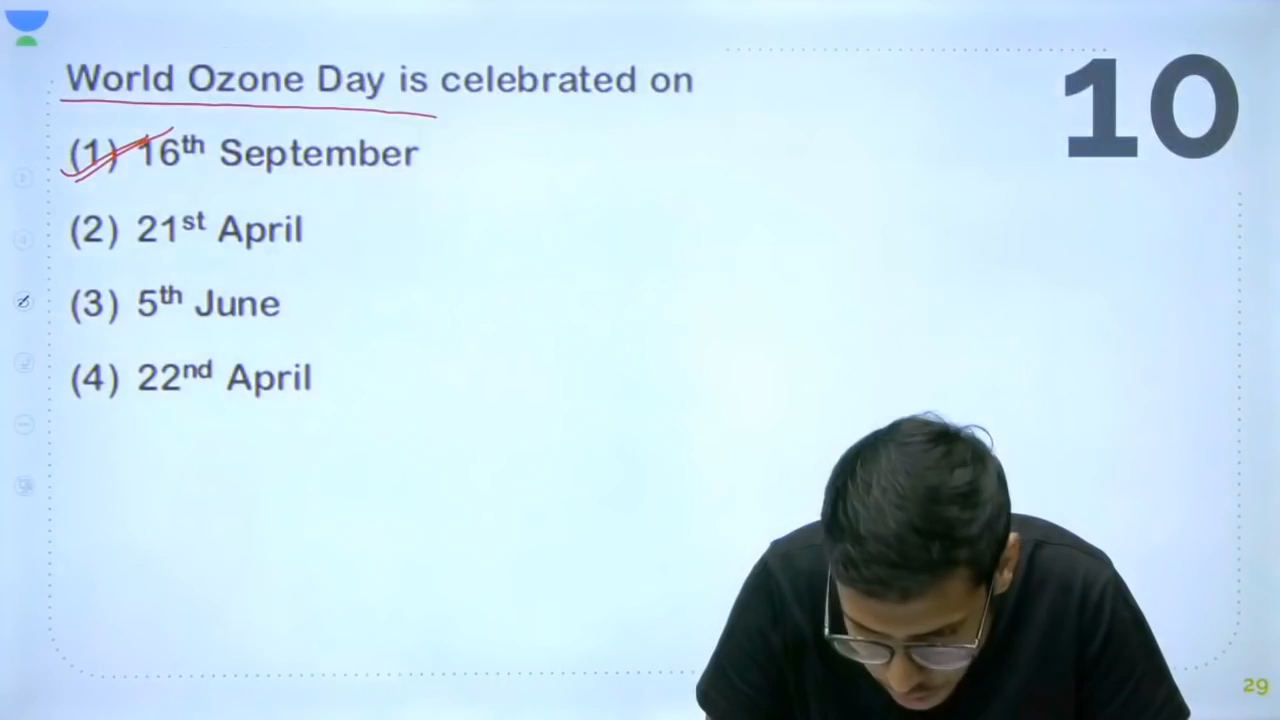 World Ozone Day is celebrated on
10
(1) 16th September
(2) 21st April
(3) 5th June
(4) 22nd April
29